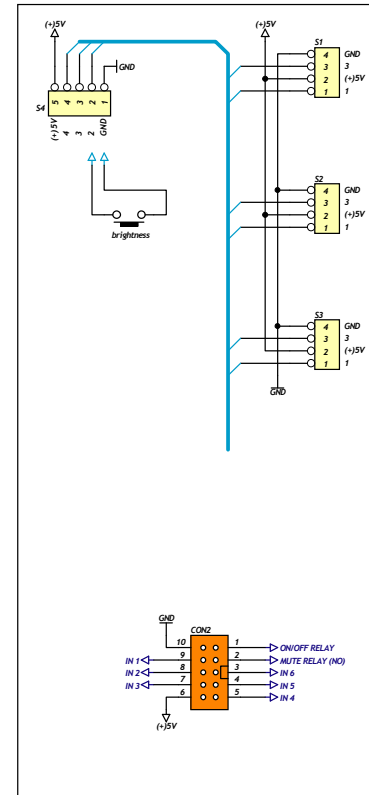 (+)5V
GND
S4
5 4 3 2 1
(+)5V 4 3 2 GND
brightness
(+)5V
S1
4 GND
3 3
2 (+)5V
1 1
S2
4 GND
3 3
2 (+)5V
1 1
S3
4 GND
3 3
2 (+)5V
1 1
GND
GND
CON2
10 1 ON/OFF RELAY
IN 1 9 2 MUTE RELAY (NO)
IN 2 8 3 IN 6
IN 3 7 4 IN 5
6 5 IN 4
(+)5V